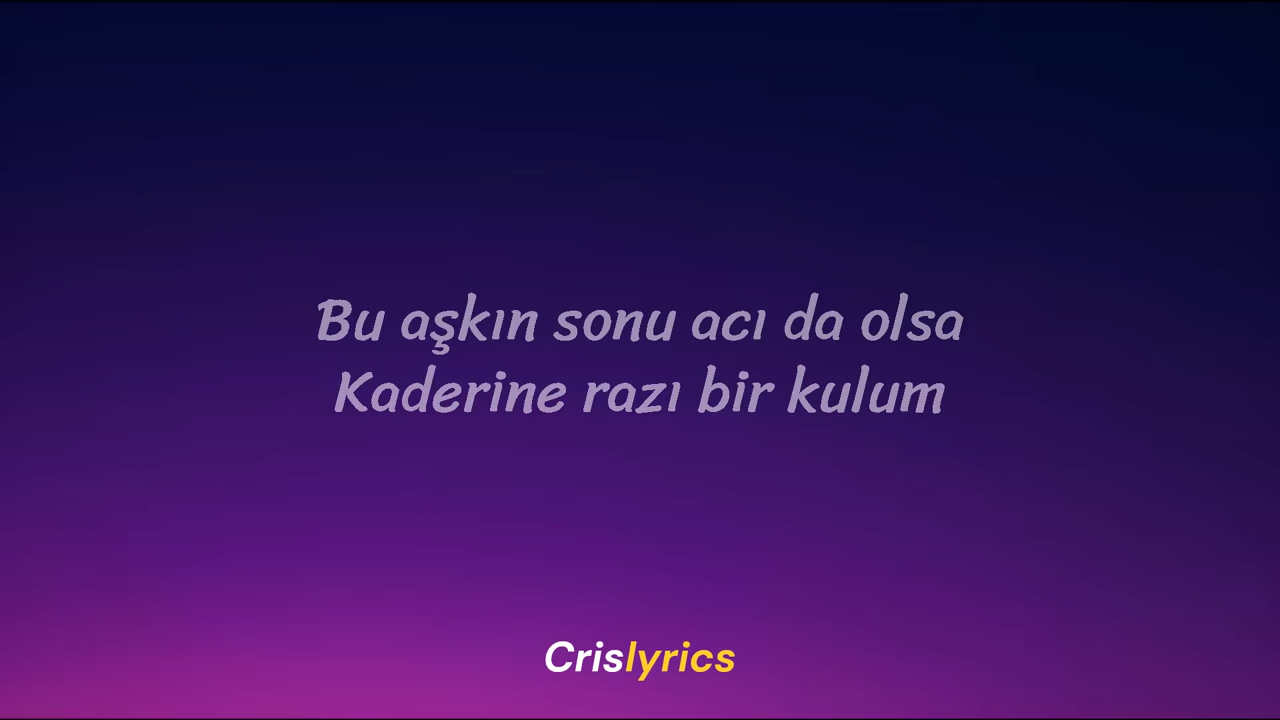 Bu aşkın sonu acı da olsa
Kaderine razı bir kulum
Crislyrics